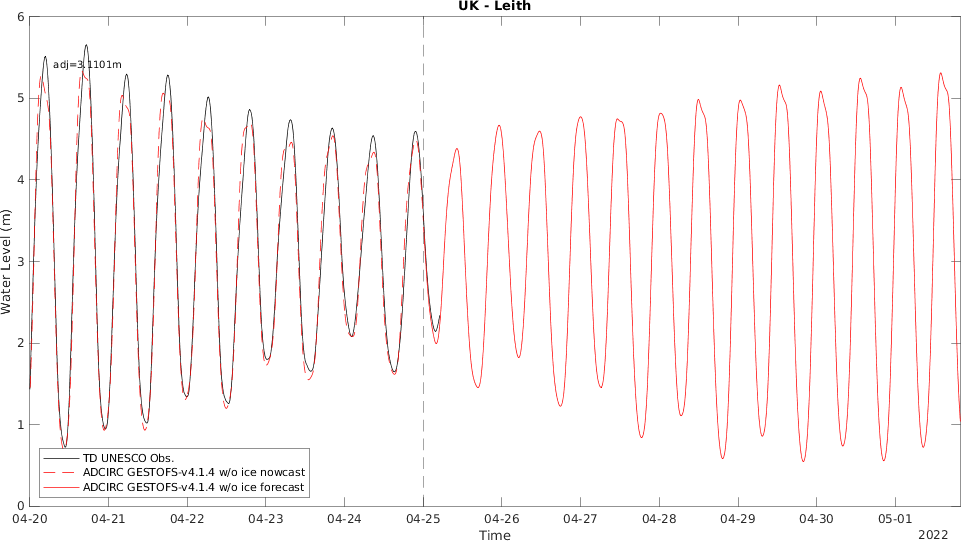 UK - Leith
adj=3.1101m
6
5
4
3
2
1
0
Water Level (m)
TD UNESCO Obs.
ADCIRC GESTOFS-v4.1.4 w/o ice nowcast
ADCIRC GESTOFS-v4.1.4 w/o ice forecast
04-20 04-21 04-22 04-23 04-24 04-25 04-26 04-27 04-28 04-29 04-30 05-01
Time
2022